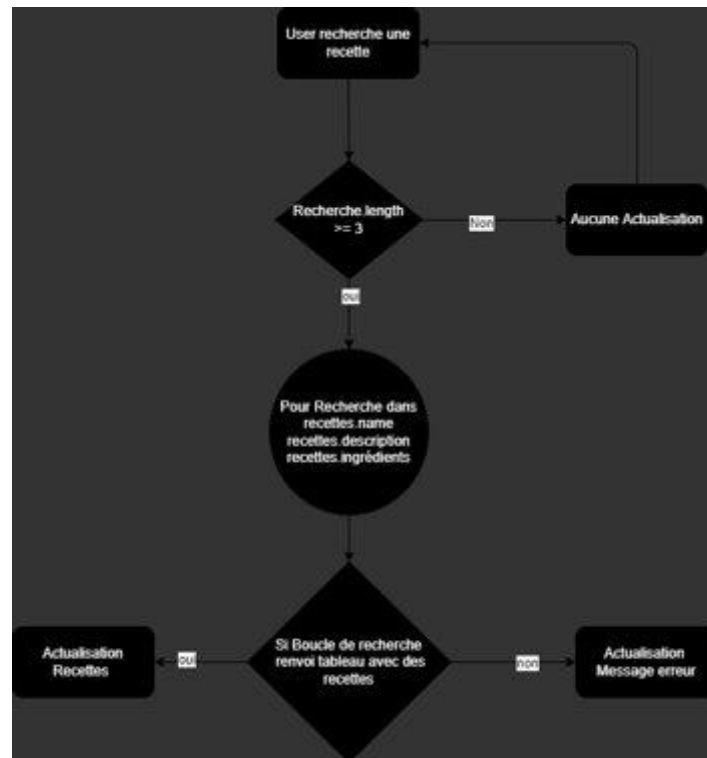 User recherche une
recette
Recherche.length
>= 3
Non
Aucune Actualisation
oui
Pour Recherche dans
recettes.name
recettes.description
recettes.ingrédients
Si Boucle de recherche
renvoi tableau avec des
recettes
oui
Actualisation
Recettes
non
Actualisation
Message erreur